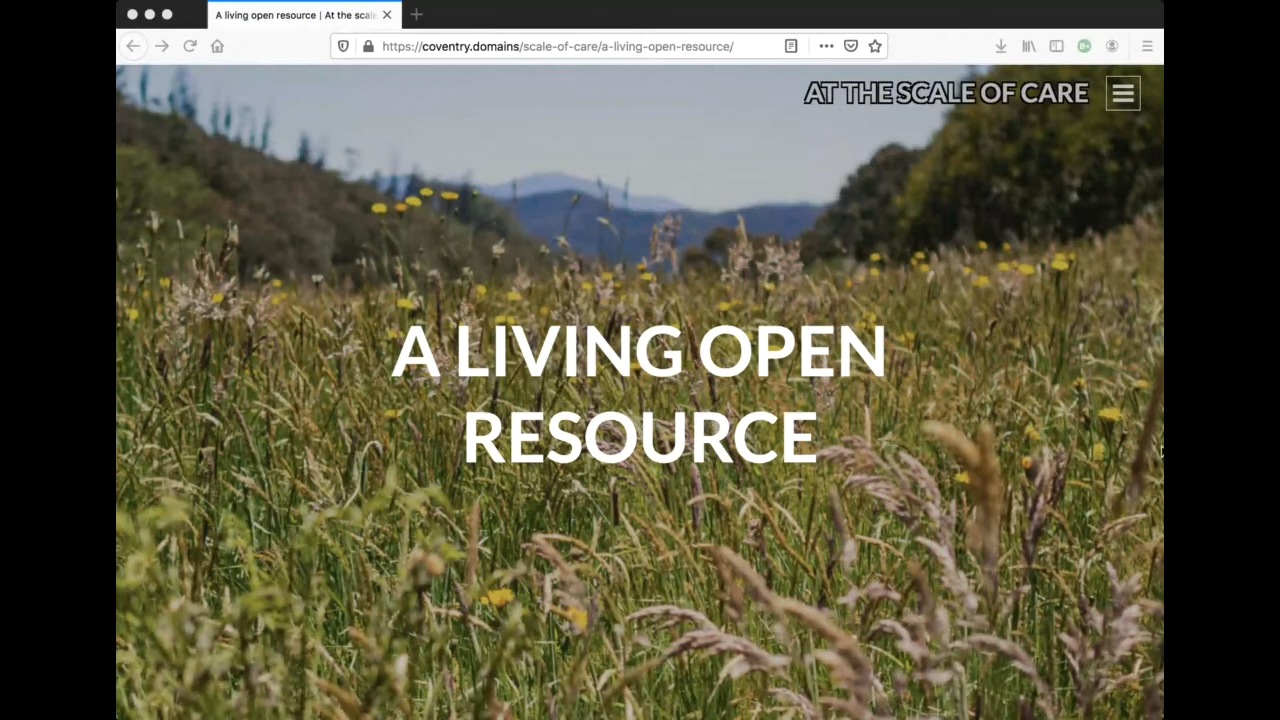 A living open resource | At the scale
https://coventry.domains/scale-of-care/a-living-open-resource/
AT THE SCALE OF CARE
A LIVING OPEN
RESOURCE